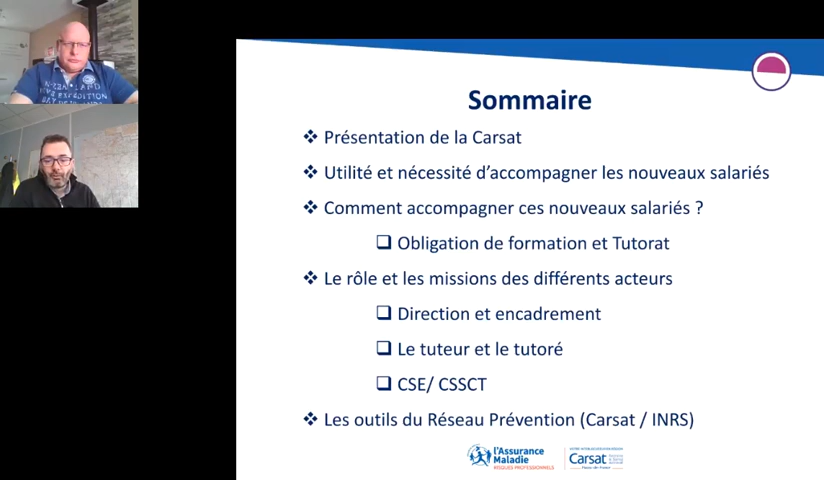 Sommaire
❖ Présentation de la Carsat
❖ Utilité et nécessité d'accompagner les nouveaux salariés
❖ Comment accompagner ces nouveaux salariés ?
❑ Obligation de formation et Tutorat
❖ Le rôle et les missions des différents acteurs
❑ Direction et encadrement
❑ Le tuteur et le tutoré
❑ CSE/ CSSCT
❖ Les outils du Réseau Prévention (Carsat / INRS)
l'Assurance
Maladie
RISQUES PROFESSIONNELS
Carsat